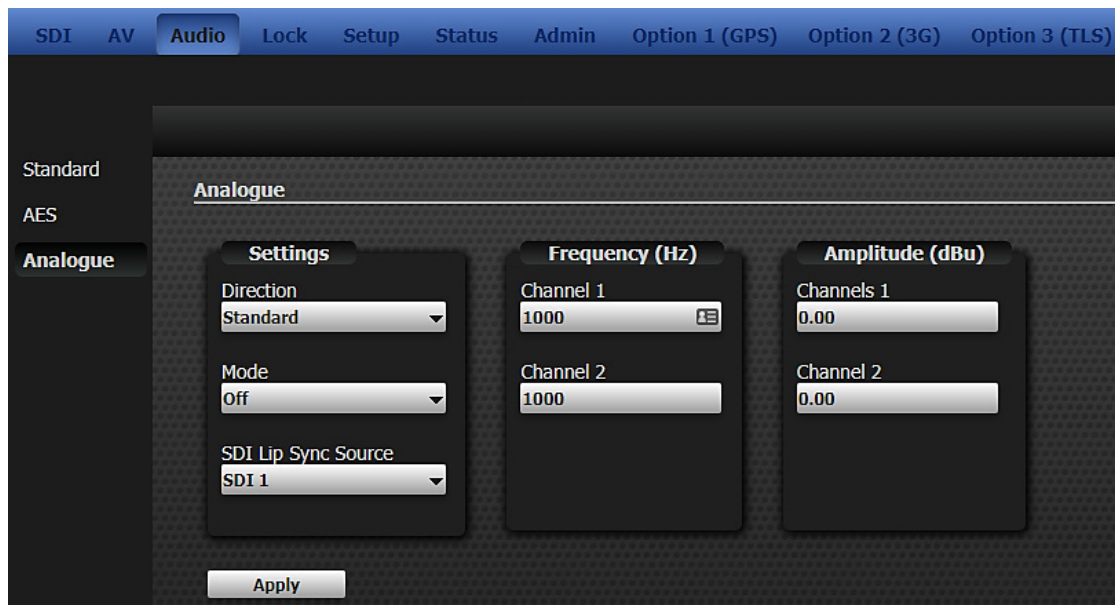 SDI AV Audio Lock Setup Status Admin Option 1 (GPS) Option 2 (3G) Option 3 (TLS)
Standard
AES
Analogue
Analogue
Settings
Direction
Standard
Mode
Off
SDI Lip Sync Source
SDI 1
Frequency (Hz)
Channel 1
1000
Channel 2
1000
Amplitude (dBu)
Channels 1
0.00
Channel 2
0.00
Apply